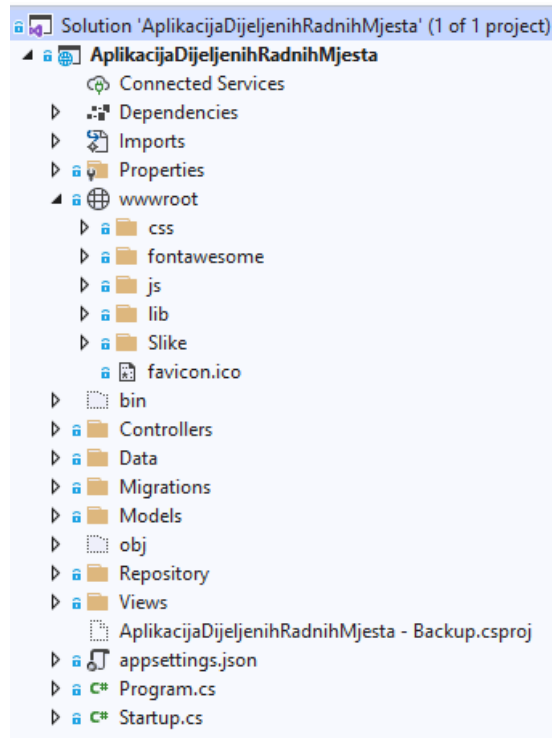 Solution 'AplikacijaDijeljenihRadnihMjesta' (1 of 1 project)
AplikacijaDijeljenihRadnihMjesta
Connected Services
Dependencies
Imports
Properties
wwwroot
css
fontawesome
js
lib
Slike
favicon.ico
bin
Controllers
Data
Migrations
Models
obj
Repository
Views
AplikacijaDijeljenihRadnihMjesta - Backup.csproj
appsettings.json
C# Program.cs
C# Startup.cs